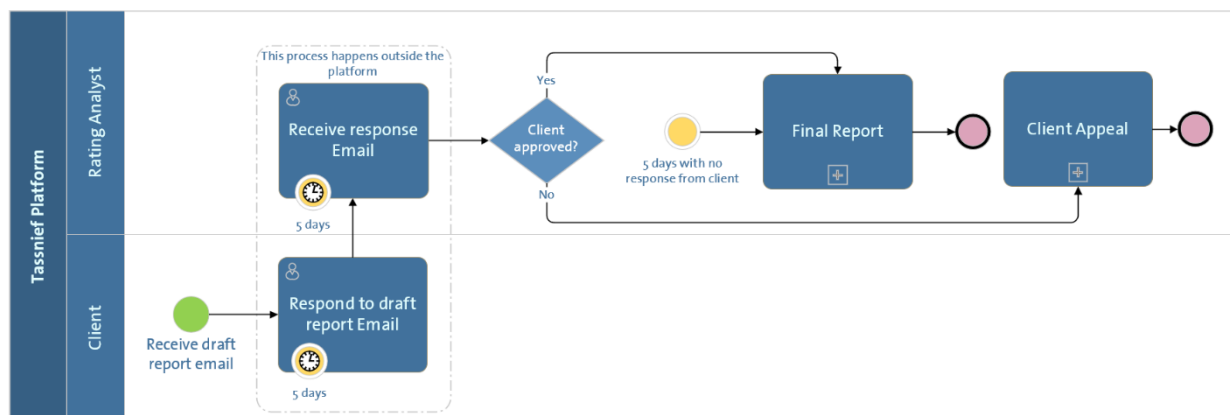 Tassnief Platform
Rating Analyst
Client
This process happens outside the
platform
Receive response
Email
5 days
Client
approved?
Yes
No
5 days with no
response from client
Final Report
Client Appeal
Receive draft
report email
Respond to draft
report Email
5 days